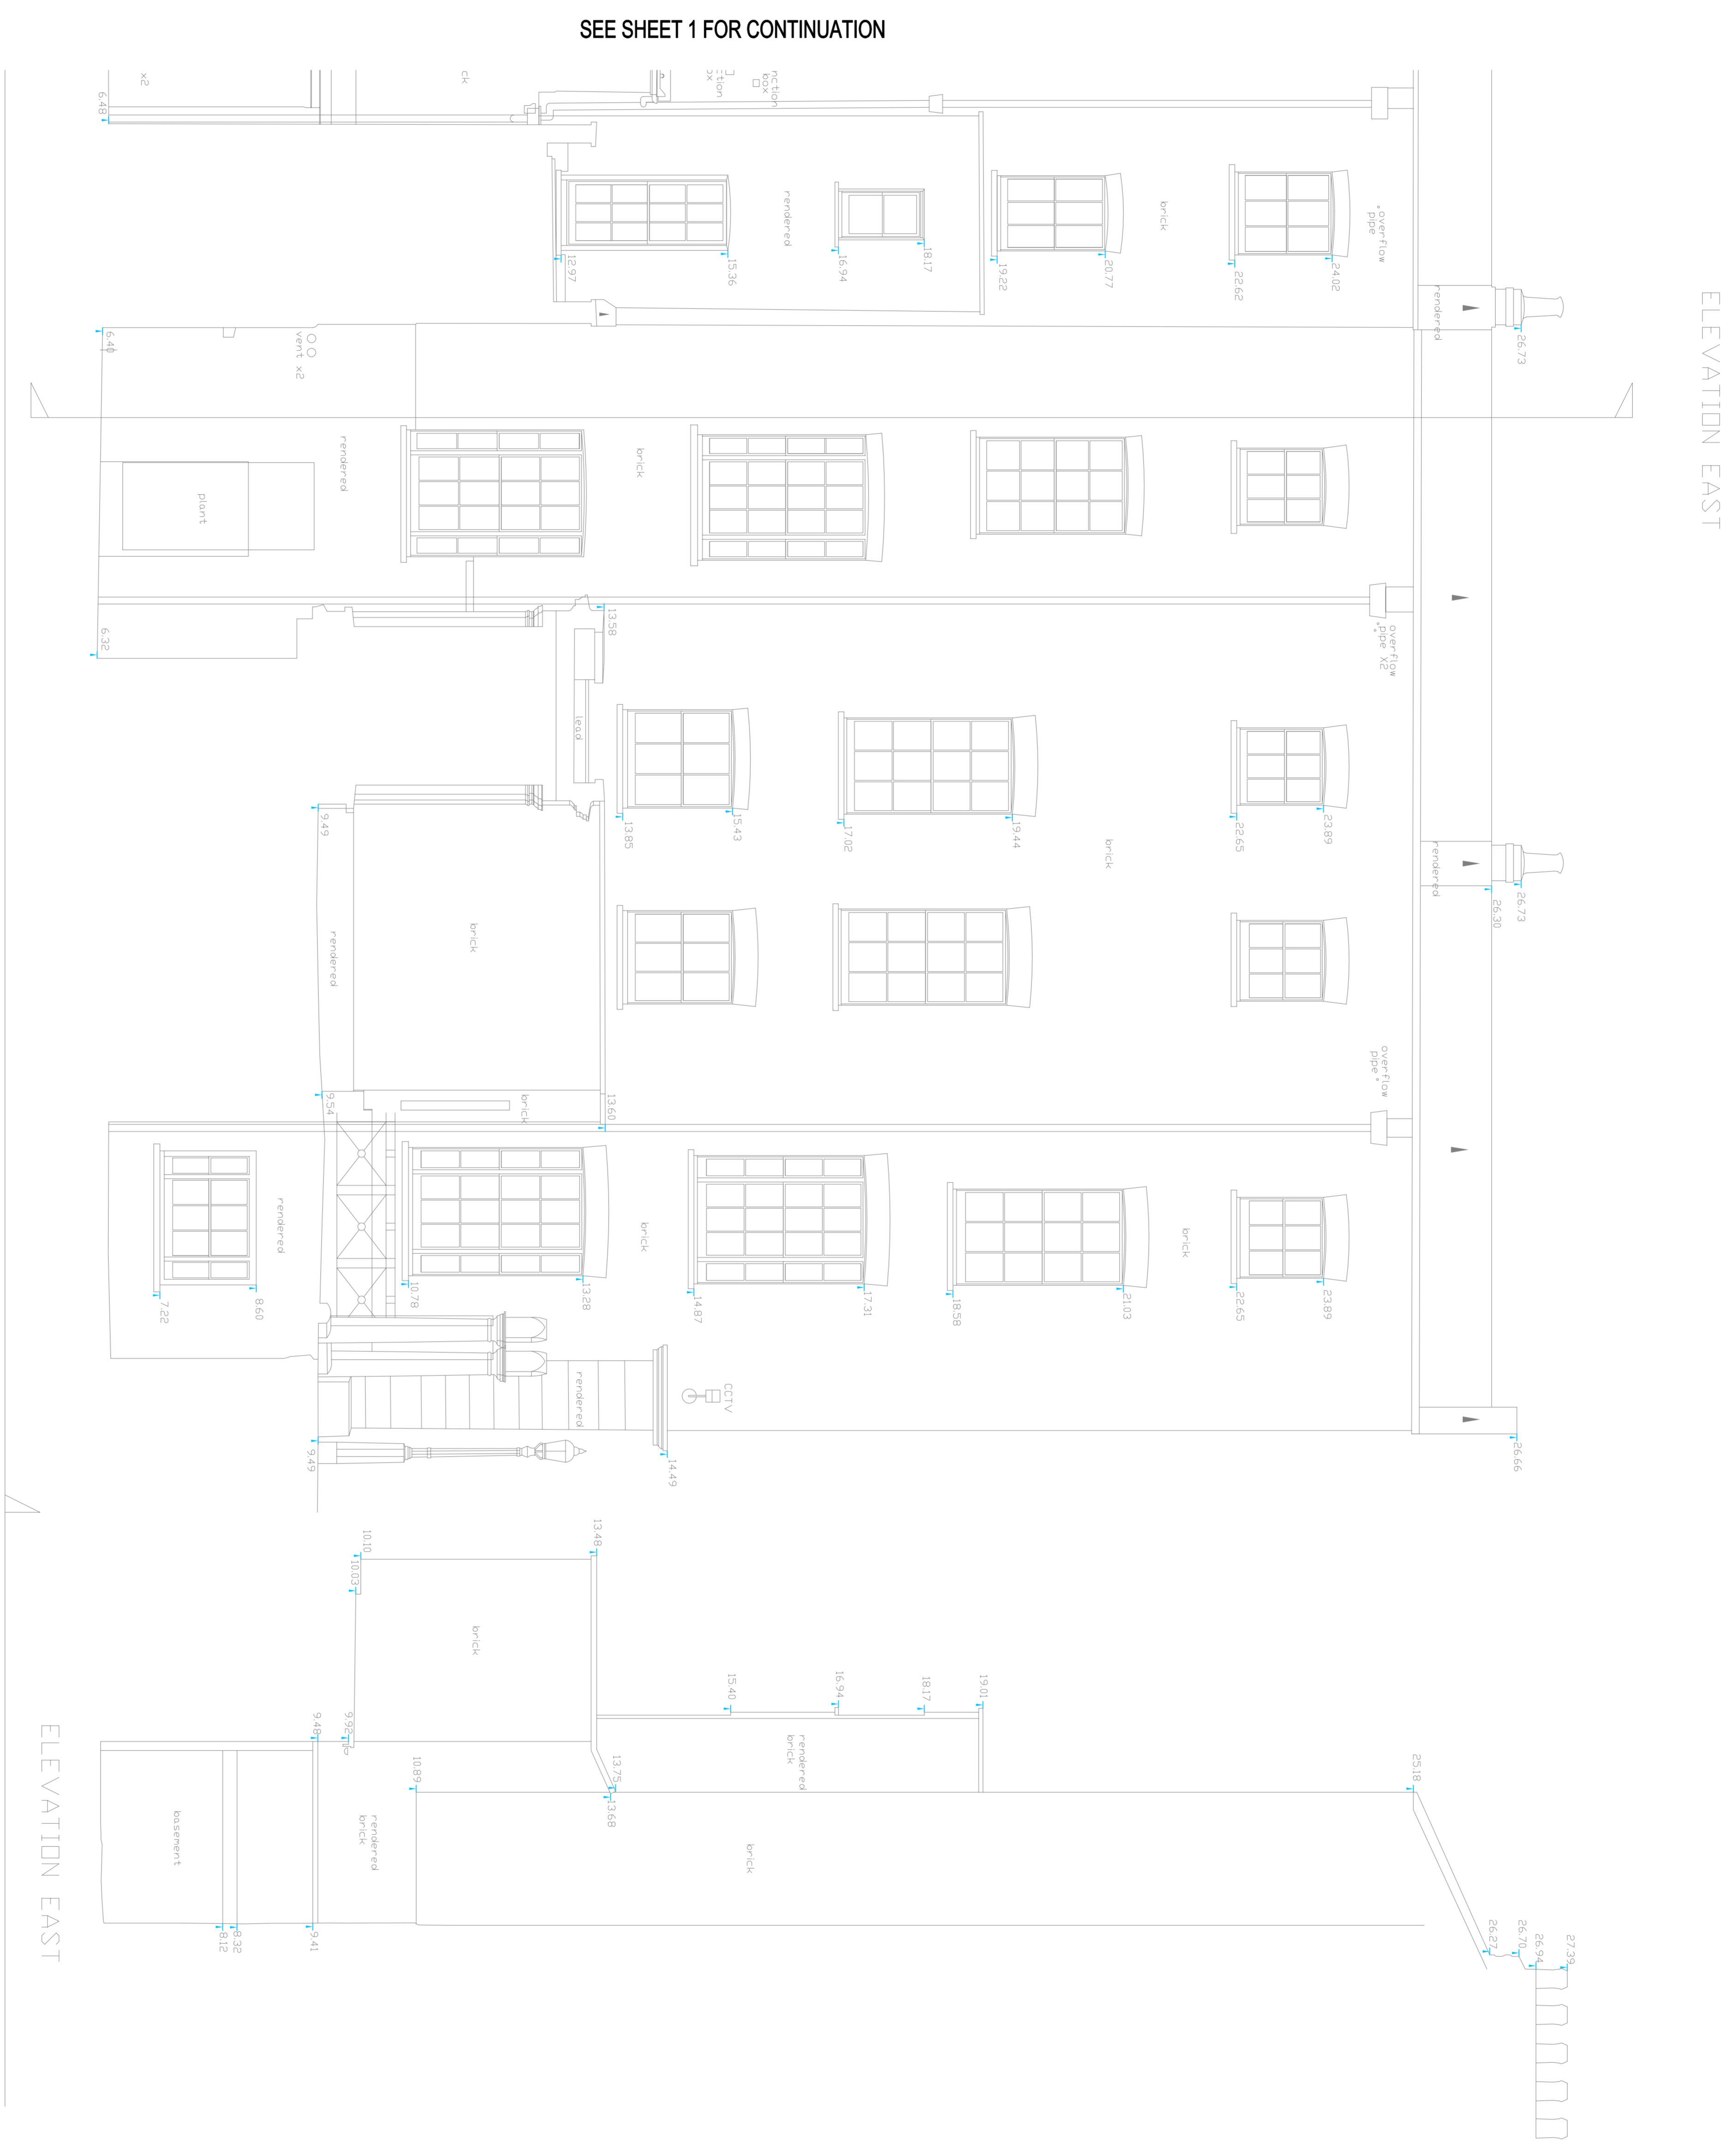 SEE SHEET 1 FOR CONTINUATION
x2
ck
ction
box
nction
box
6.48
rendered
brick
overflow
pipe
12.97
15.36
16.94
18.17
19.22
20.77
22.62
24.02
rendered
26.73
ELEVATION EAST
6.40
vent x2
rendered
brick
plant
6.32
13.58
overflow
pipe X2
lead
9.49
13.85
15.43
17.02
19.44
22.65
23.89
brick
rendered
26.73
26.30
rendered
brick
overflow
pipe
9.54
brick
13.60
rendered
brick
brick
7.22
8.60
10.78
13.28
14.87
17.31
18.58
21.03
22.65
23.89
rendered
CCTV
9.49
14.49
26.66
10.10
10.03
13.48
brick
15.40
16.94
18.17
19.01
9.48
9.92
rendered
brick
10.89
13.75
13.68
25.18
basement
rendered
brick
brick
8.12
8.32
9.41
26.27
26.70
26.94
27.39
ELEVATION EAST